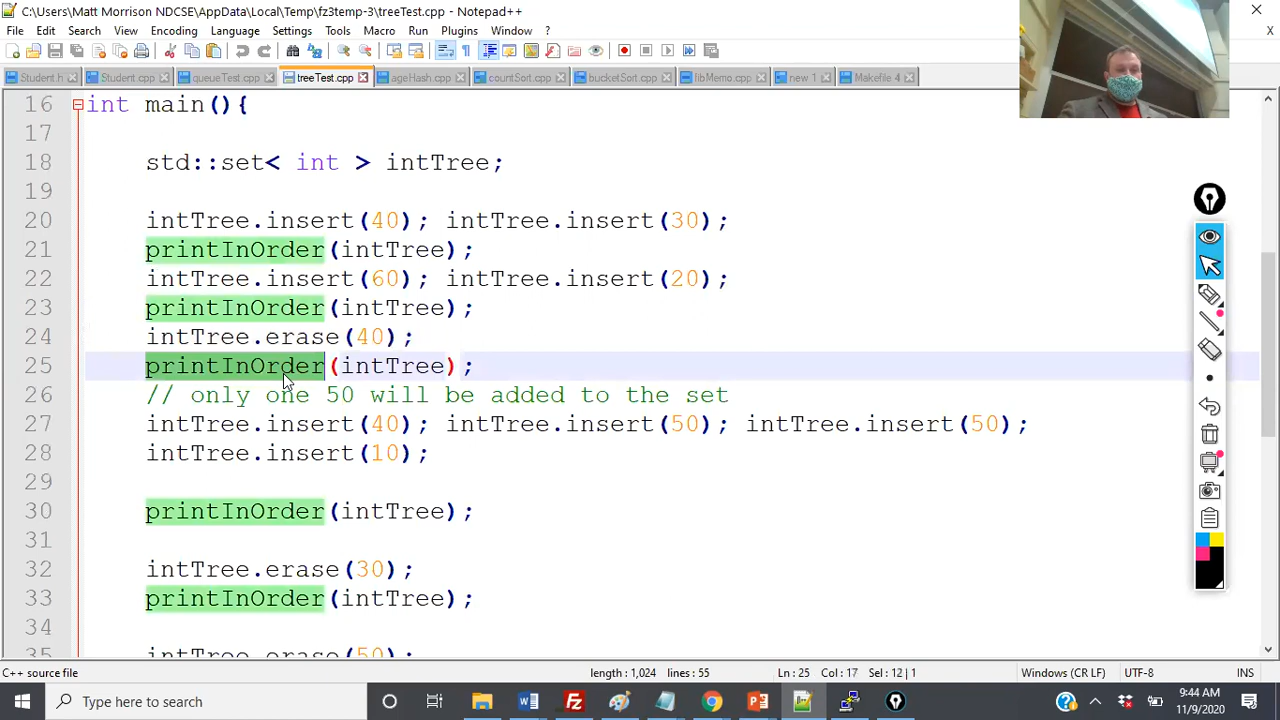 C:\Users\Matt Morrison NDCSE\AppData\Local\Temp\fz3temp-3\treeTest.cpp - Notepad++
File Edit Search View Encoding Language Settings Tools Macro Run Plugins Window ?
Student.h Student.cpp queueTest.cpp treeTest.cpp ageHash.cpp countSort.cpp bucketSort.cpp fibMemo.cpp new 1 Makefile 4
16 int main(){
17
18 std::set< int > intTree;
19
20 intTree.insert(40); intTree.insert(30);
21 printInOrder(intTree);
22 intTree.insert(60); intTree.insert(20);
23 printInOrder(intTree);
24 intTree.erase(40);
25 printInOrder(intTree);
26 // only one 50 will be added to the set
27 intTree.insert(40); intTree.insert(50); intTree.insert(50);
28 intTree.insert(10);
29
30 printInOrder(intTree);
31
32 intTree.erase(30);
33 printInOrder(intTree);
34
35 intTree.erase(50)
C++ source file length : 1,024 lines : 55 Ln : 25 Col : 17 Sel : 12 | 1 Windows (CR LF) UTF-8 INS
Type here to search
9:44 AM
11/9/2020